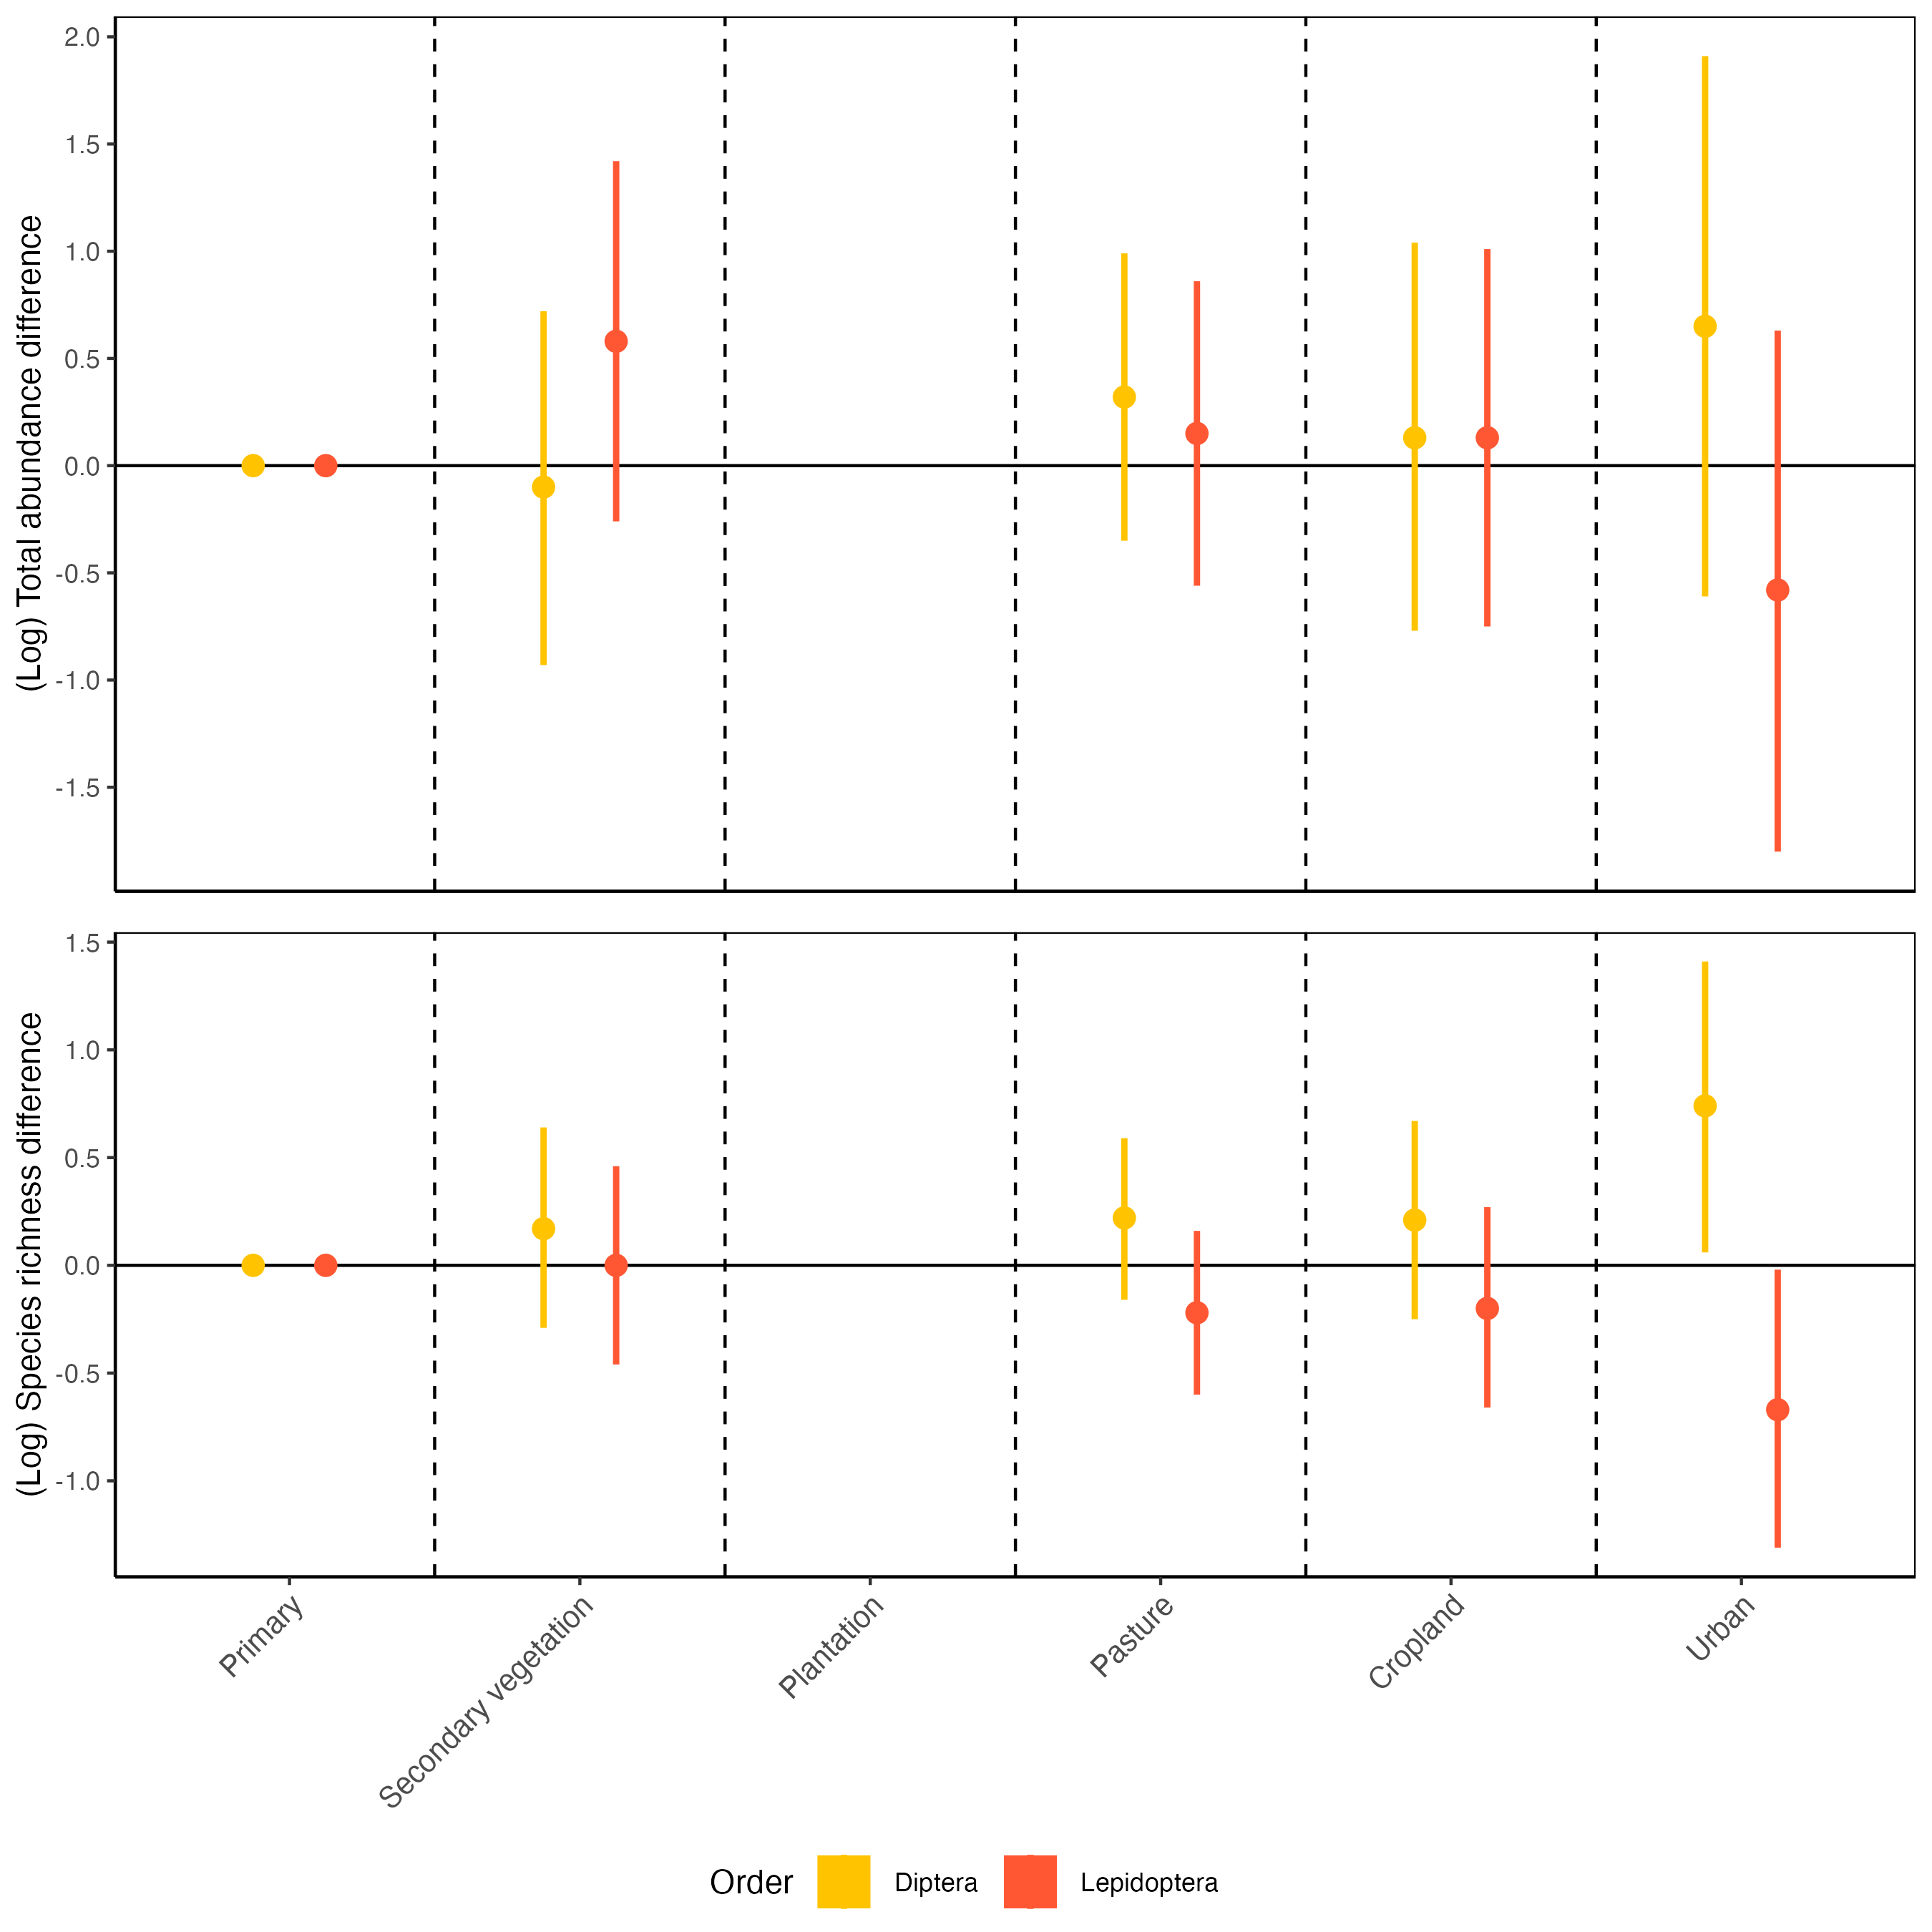 (Log) Total abundance difference
2.0
1.5
1.0
0.5
0.0
-0.5
-1.0
-1.5
(Log) Species richness difference
1.5
1.0
0.5
0.0
-0.5
-1.0
Primary
Secondary vegetation
Plantation
Pasture
Cropland
Urban
Order Diptera Lepidoptera